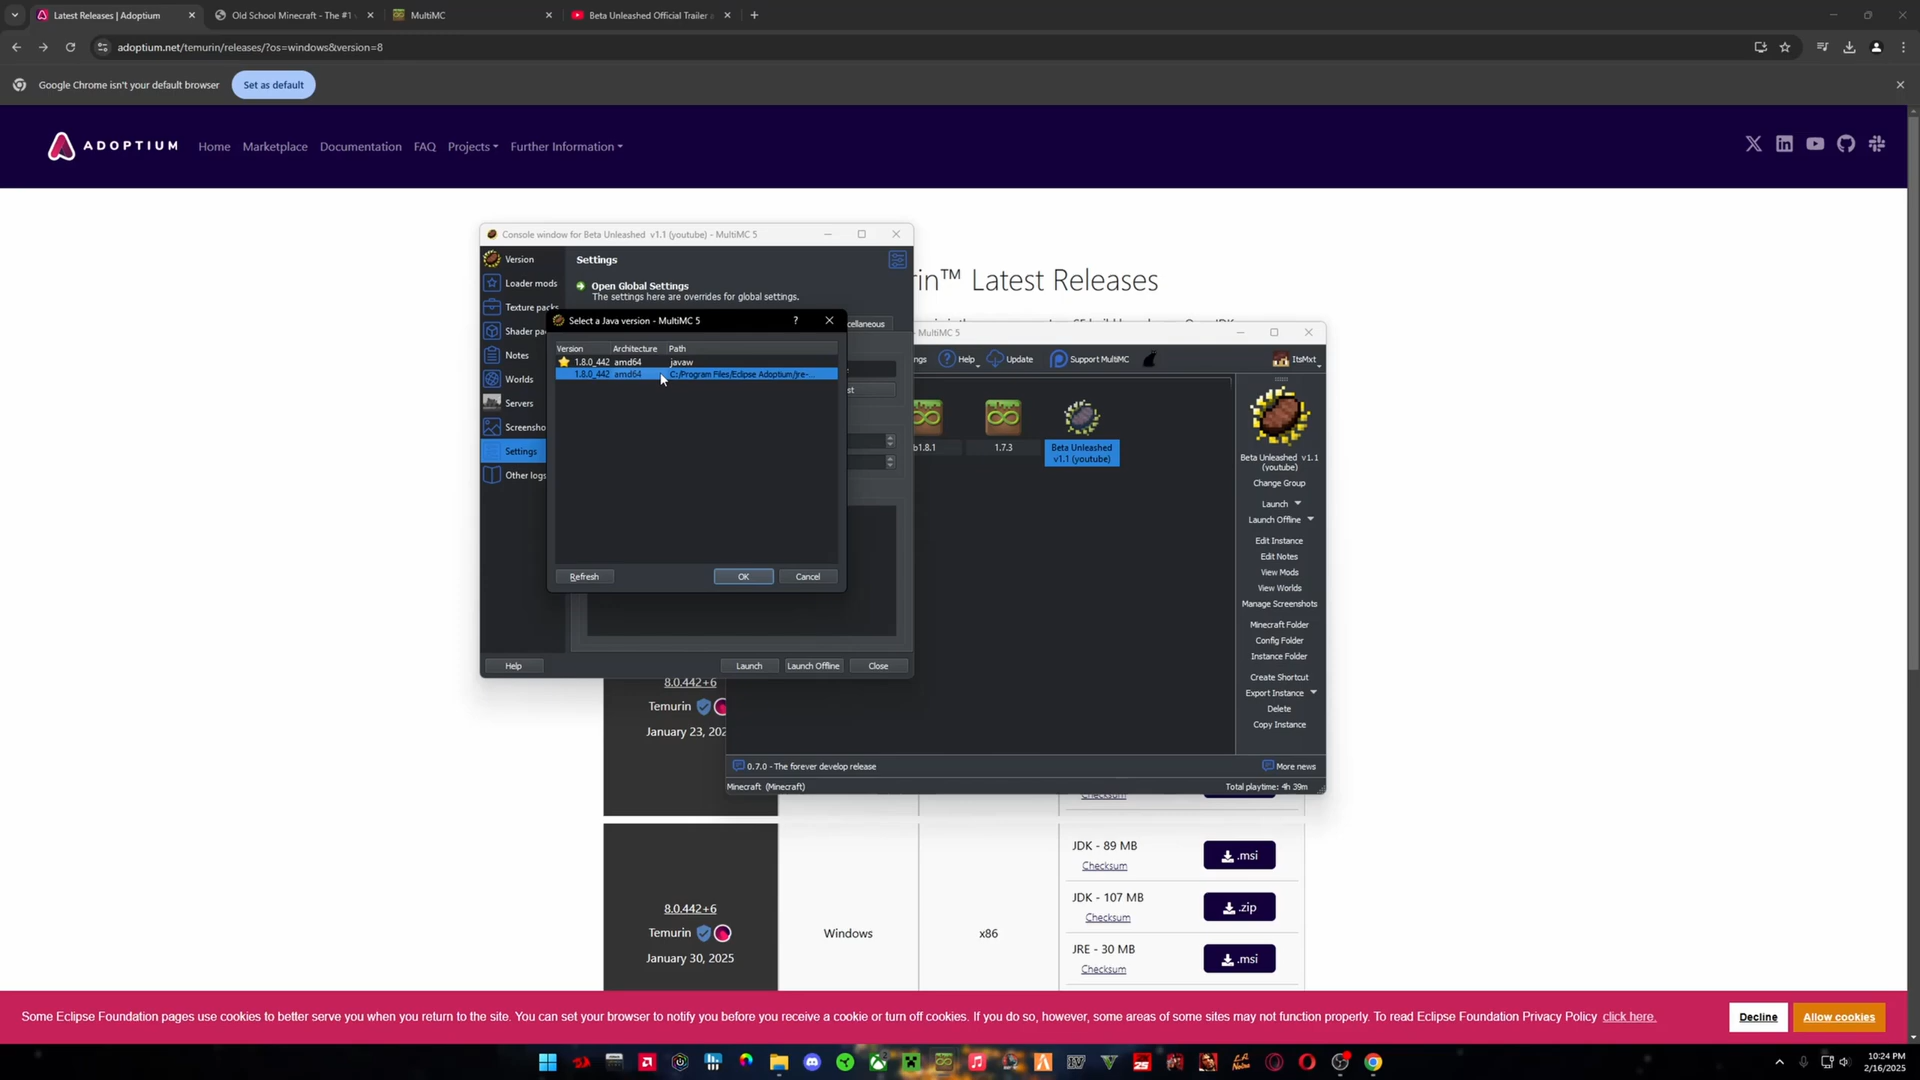 Latest Releases | Adoptium
Old School Minecraft - The #1
MultiMC
Beta Unleashed Official Trailer
adoptium.net/temurin/releases/?os=windows&version=8
Google Chrome isn't your default browser
Set as default
ADOPTIUM
Home
Marketplace
Documentation
FAQ
Projects
Further Information
rin™ Latest Releases
Console window for Beta Unleashed v1.1 (youtube) - MultiMC 5
Version
Loader mods
Texture packs
Shader pa
Notes
Worlds
Servers
Screensho
Settings
Other logs
Settings
Open Global Settings
The settings here are overrides for global settings.
cellaneous
st
Help
Launch
Launch Offline
Close
Select a Java version - MultiMC 5
?
Version Architecture Path
1.8.0_442 amd64 javaw
1.8.0_442 amd64 C:/Program Files/Eclipse Adoptium/jre-...
Refresh
OK
Cancel
- MultiMC 5
ngs
Help
Update
Support MultiMC
ItsMxt
b1.8.1
1.7.3
Beta Unleashed
v1.1 (youtube)
Beta Unleashed v1.1
(youtube)
Change Group
Launch
Launch Offline
Edit Instance
Edit Notes
View Mods
View Worlds
Manage Screenshots
Minecraft Folder
Config Folder
Instance Folder
Create Shortcut
Export Instance
Delete
Copy Instance
0.7.0 - The forever develop release
More news
Minecraft (Minecraft)
Total playtime: 4h 39m
8.0.442+6
Temurin
January 23, 202
Checksum
8.0.442+6
Temurin
January 30, 2025
Windows
x86
JDK - 89 MB
Checksum
.msi
JDK - 107 MB
Checksum
.zip
JRE - 30 MB
Checksum
.msi
Some Eclipse Foundation pages use cookies to better serve you when you return to the site. You can set your browser to notify you before you receive a cookie or turn off cookies. If you do so, however, some areas of some sites may not function properly. To read Eclipse Foundation Privacy Policy click here.
Decline
Allow cookies
10:24 PM
2/16/2025